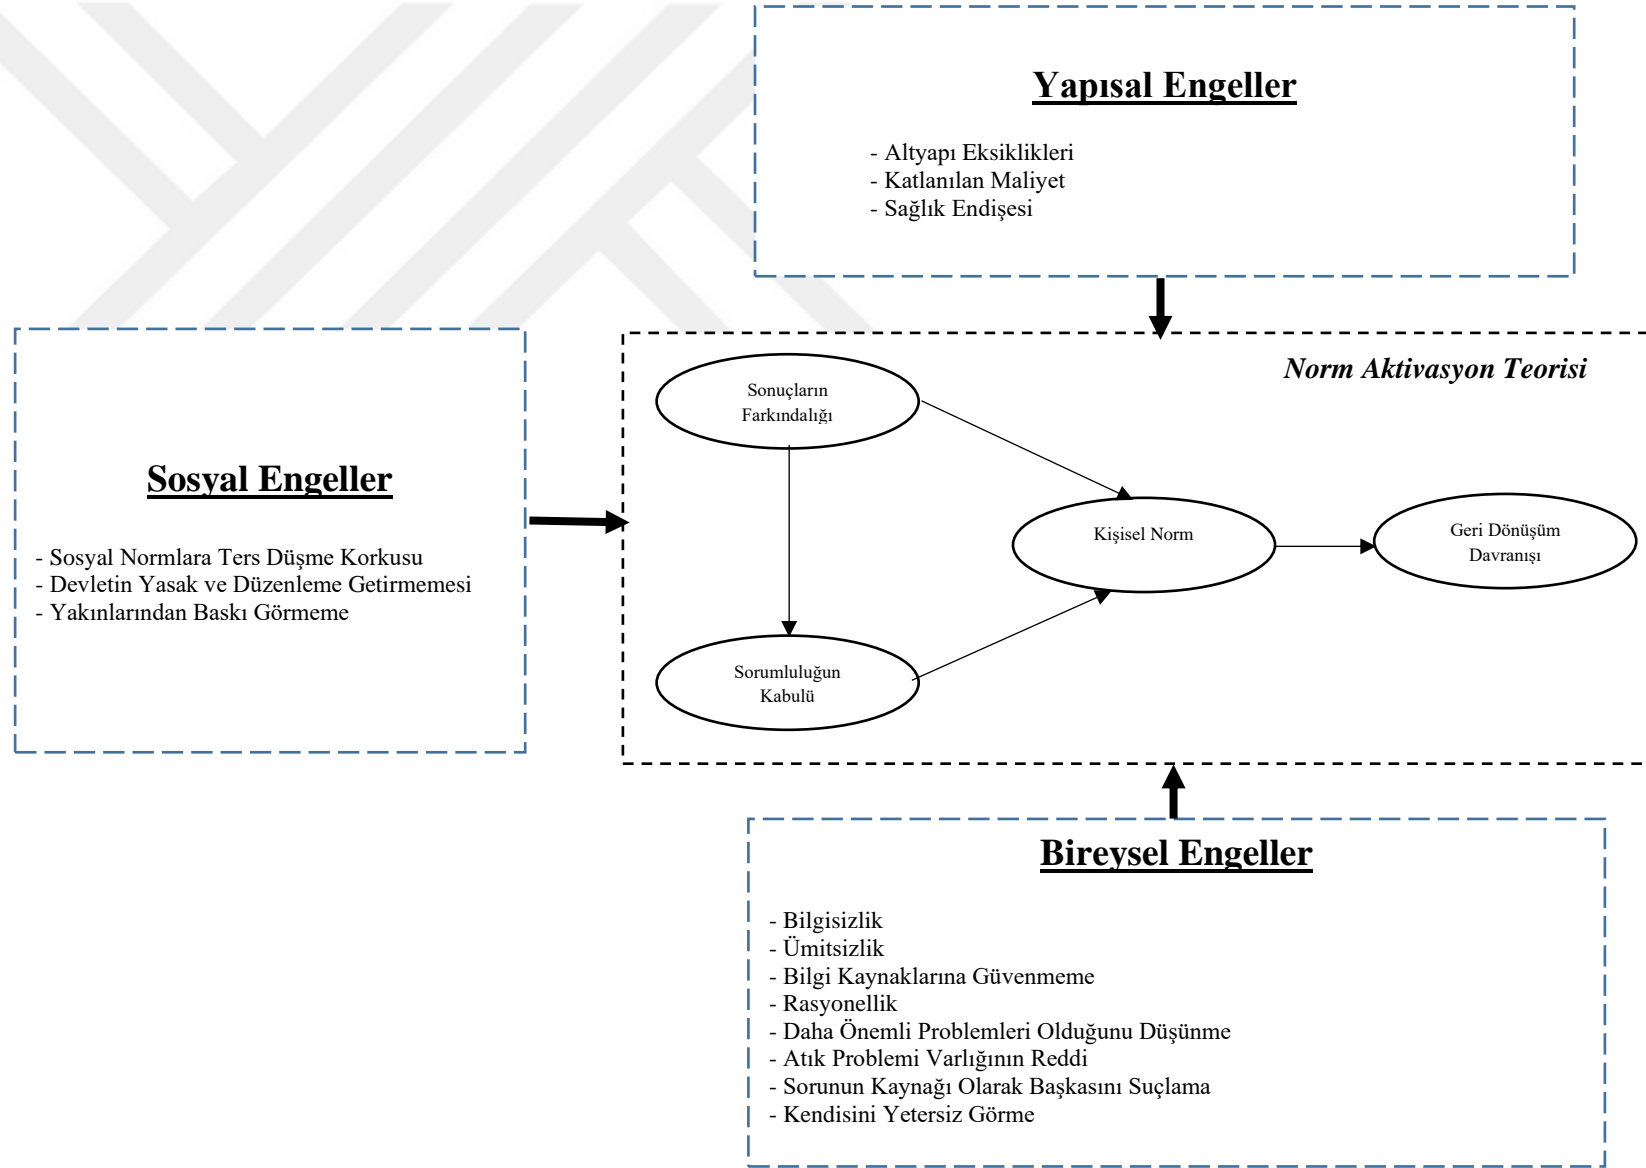 Yapısal Engeller
- Altyapı Eksiklikleri
- Katlanılan Maliyet
- Sağlık Endişesi
Sosyal Engeller
- Sosyal Normlara Ters Düşme Korkusu
- Devletin Yasak ve Düzenleme Getirmemesi
- Yakınlarından Baskı Görmeme
Norm Aktivasyon Teorisi
Sonuçların
Farkındalığı
Kişisel Norm
Geri Dönüşüm
Davranışı
Sorumluluğun
Kabulü
Bireysel Engeller
- Bilgisizlik
- Ümitsizlik
- Bilgi Kaynaklarına Güvenmeme
- Rasyonellik
- Daha Önemli Problemleri Olduğunu Düşünme
- Atık Problemi Varlığının Reddi
- Sorunun Kaynağı Olarak Başkasını Suçlama
- Kendisini Yetersiz Görme